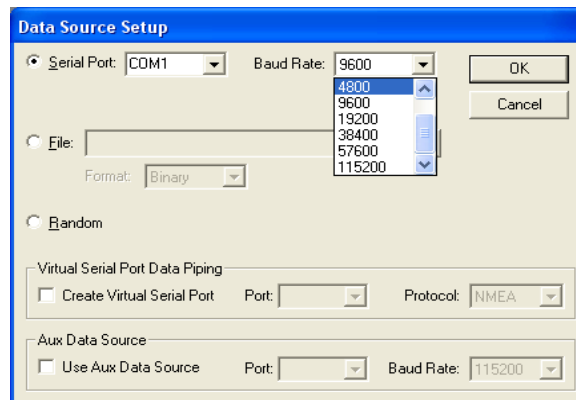 Data Source Setup
Serial Port: COM1 Baud Rate: 9600 OK
4800
9600 Cancel
19200
38400
File: 57600
115200
Format: Binary
Random
Virtual Serial Port Data Piping
Create Virtual Serial Port Port: Protocol: NMEA
Aux Data Source
Use Aux Data Source Port: Baud Rate: 115200